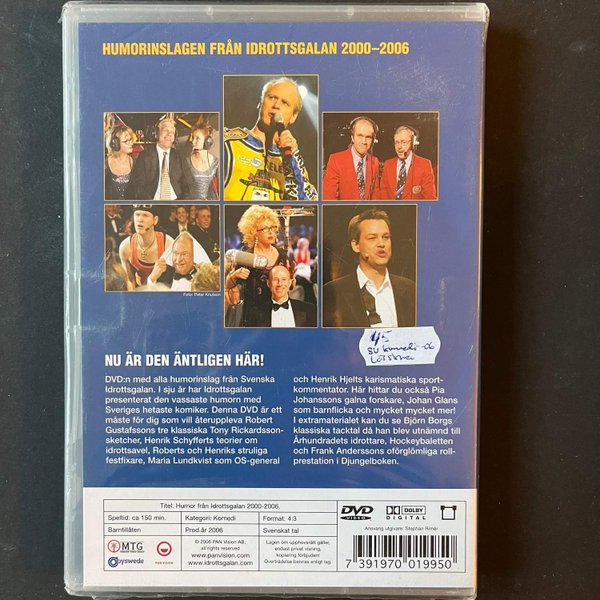 HUMORINSLAGEN FRÅN IDROTTSGALAN 2000–2006
Foto: Peter Knutson
45
SV komedi-06
NU ÄR DEN ÄNTLIGEN HÄR!
DVD:n med alla humorinslag från Svenska
Idrottsgalan. I sju år har Idrottsgalan
presenterat den vassaste humorn med
Sveriges hetaste komiker. Denna DVD är ett
måste för dig som vill återuppleva Robert
Gustafssons tre klassiska Tony Rickardsson-
sketcher, Henrik Schyfferts teorier om
idrottsavel, Roberts och Henriks struliga
festfixare, Maria Lundkvist som OS-general
och Henrik Hjelts karismatiska sport-
kommentator. Här hittar du också Pia
Johanssons galna forskare, Johan Glans
som barnflicka och mycket mycket mer!
I extramaterialet kan du se Björn Borgs
klassiska tacktal då han blev utnämnd till
Århundradets idrottare, Hockeybaletten
och Frank Anderssons oförglömliga roll-
prestation i Djungelboken.
Titel: Humor från Idrottsgalan 2000-2006.
Speltid: ca 150 min.
Kategori: Komedi
Format: 4:3
Barntillåten
Prod.år 2006
Svenskat tal
MTG
PAN VISION
© 2006 PAN Vision AB.
All rights reserved.
www.panvision.com
www.idrottsgalan.com
Lagen om upphovsrätt gäller,
endast privat visning,
kopiering förbjuden!
Överträdelse beivras enligt lag.
DVD
VIDEO
DOLBY
DIGITAL
Ansvarig utgivare: Stephan Rimér
7 391970 019950